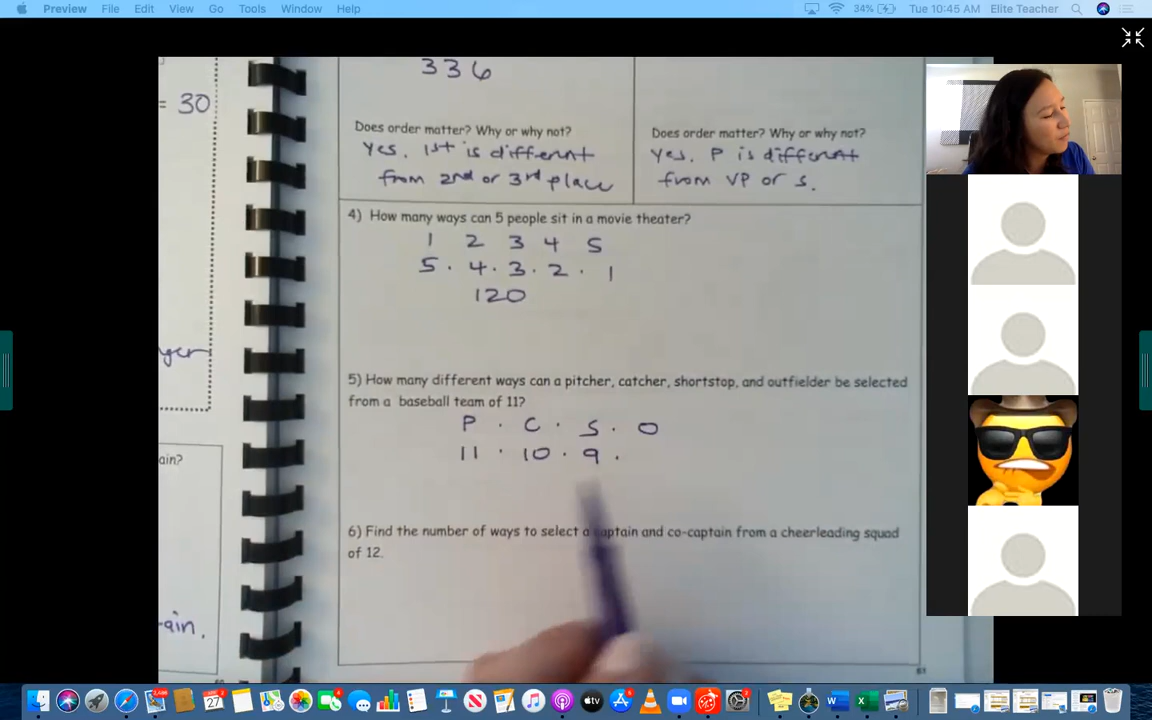 Preview File Edit View Go Tools Window Help 34% Tue 10:45 AM Elite Teacher
336
= 30
Does order matter? Why or why not?
Yes. 1st is different
from 2nd or 3rd place
Does order matter? Why or why not?
Yes. P is different
from VP or S.
4) How many ways can 5 people sit in a movie theater?
1 2 3 4 5
5 · 4 · 3 · 2 · 1
120
5) How many different ways can a pitcher, catcher, shortstop, and outfielder be selected
from a baseball team of 11?
P · C · S · O
11 · 10 · 9 ·
ain?
6) Find the number of ways to select a captain and co-captain from a cheerleading squad
of 12.
ain.
27
tv